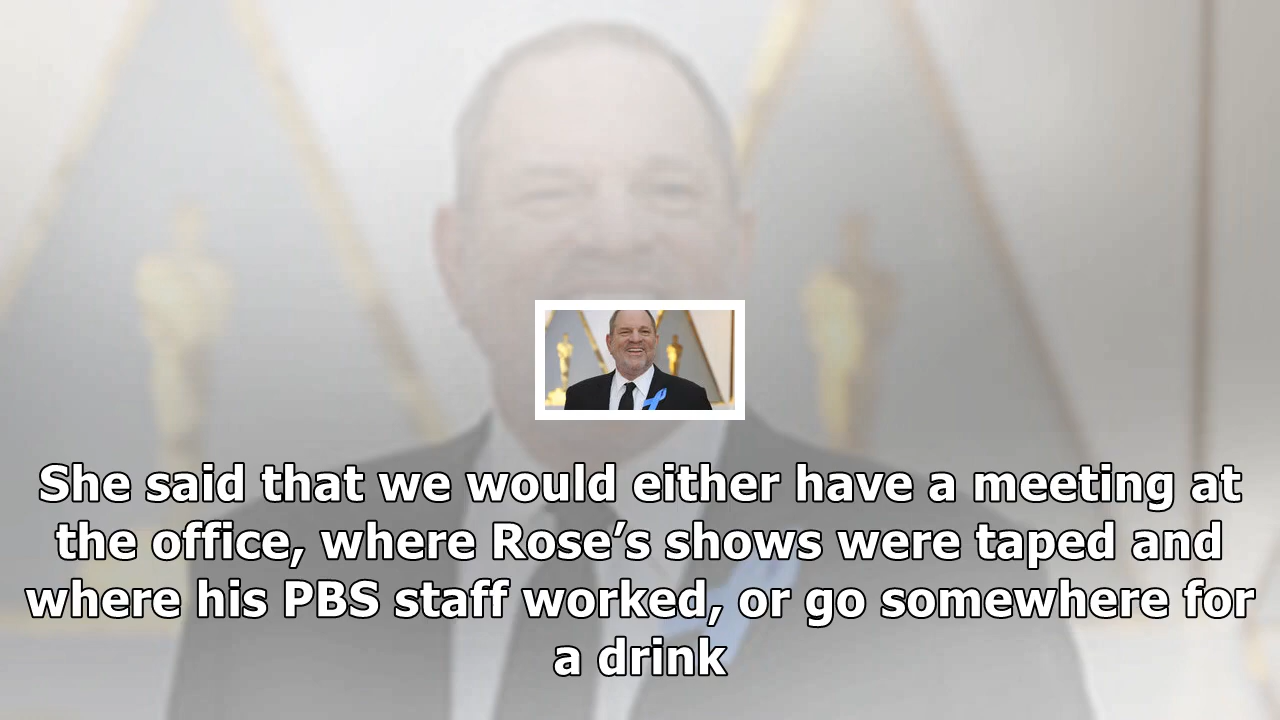 She said that we would either have a meeting at
the office, where Rose’s shows were taped and
where his PBS staff worked, or go somewhere for
a drink